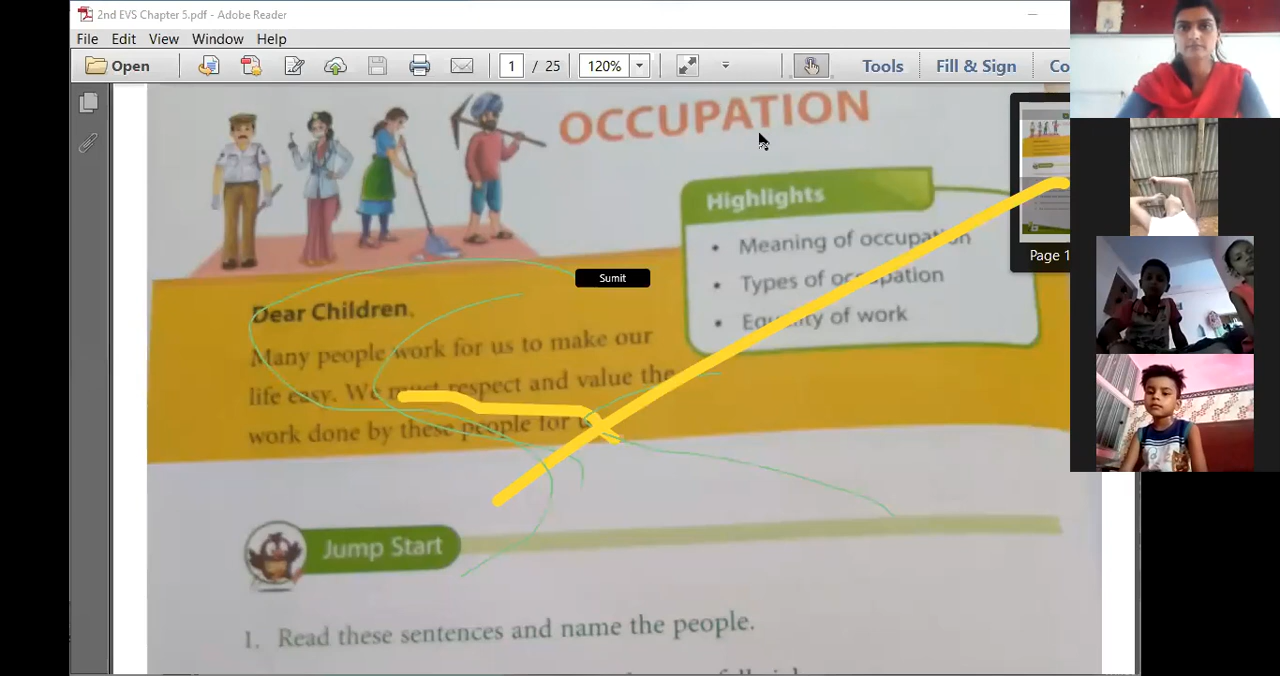 2nd EVS Chapter 5.pdf - Adobe Reader
File Edit View Window Help
Open 1 / 25 120% Tools Fill & Sign Co
OCCUPATION
Highlights
• Meaning of occupation
• Types of occupation
• Equality of work
Page 1
Sumit
Dear Children,
Many people work for us to make our
life easy. We must respect and value the
work done by these people for
Jump Start
1. Read these sentences and name the people.